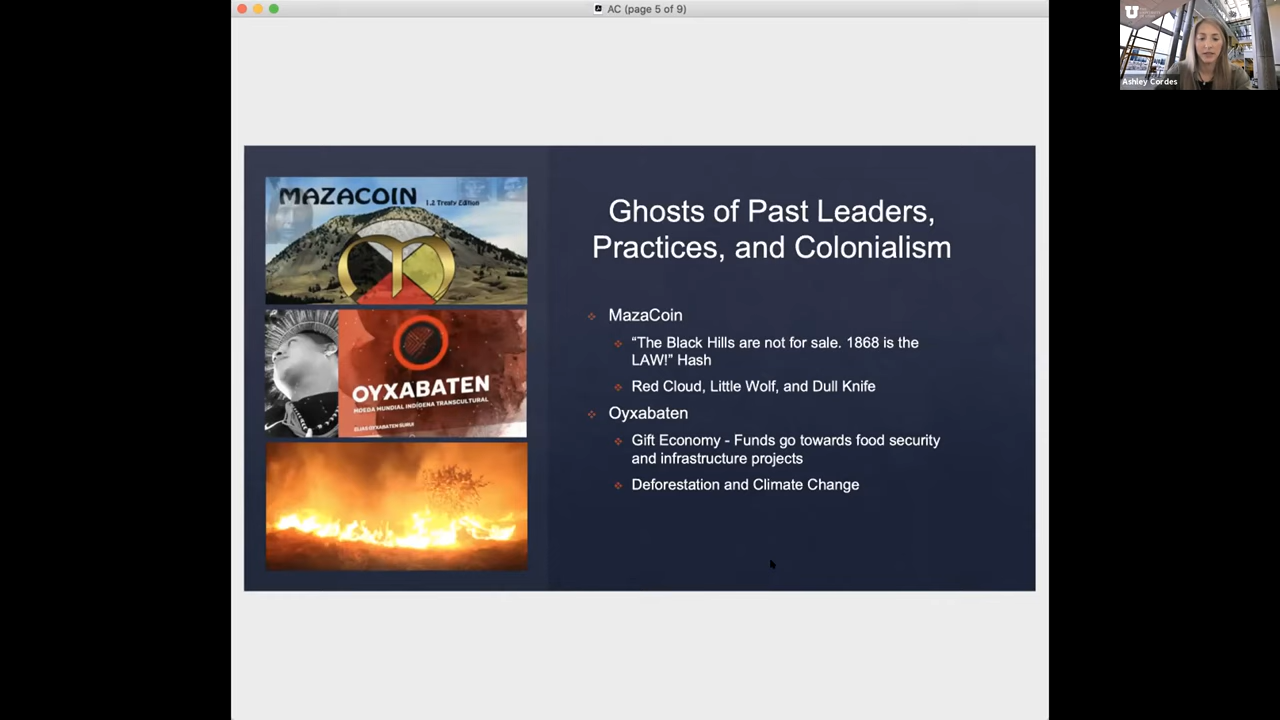 AC (page 5 of 9)
U
Ashley Cordes
MAZACOIN 1.2 Treaty Edition
OYXABATEN
MOEDA MUNDIAL INDÍGENA TRANSCULTURAL
ELIAS OYXABATEN SURUÍ
Ghosts of Past Leaders,
Practices, and Colonialism
MazaCoin
“The Black Hills are not for sale. 1868 is the
LAW!” Hash
Red Cloud, Little Wolf, and Dull Knife
Oyxabaten
Gift Economy - Funds go towards food security
and infrastructure projects
Deforestation and Climate Change